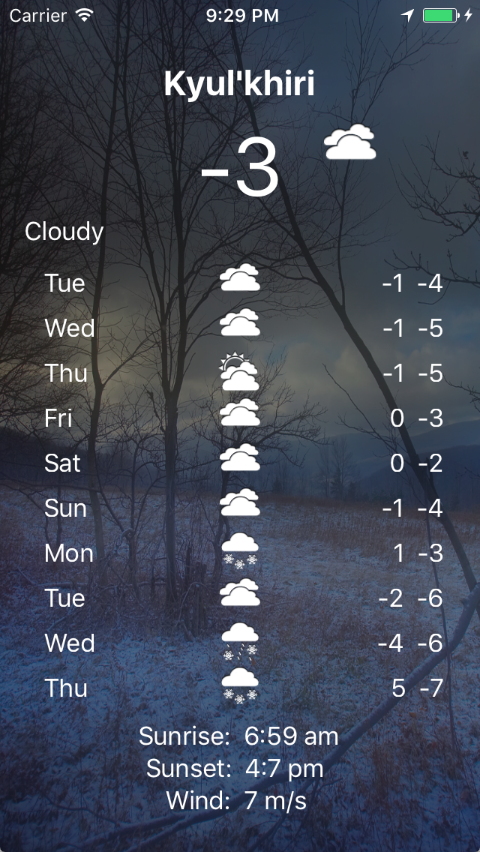 Carrier 9:29 PM
Kyul'khiri
-3
Cloudy
Tue -1 -4
Wed -1 -5
Thu -1 -5
Fri 0 -3
Sat 0 -2
Sun -1 -4
Mon 1 -3
Tue -2 -6
Wed -4 -6
Thu 5 -7
Sunrise: 6:59 am
Sunset: 4:7 pm
Wind: 7 m/s